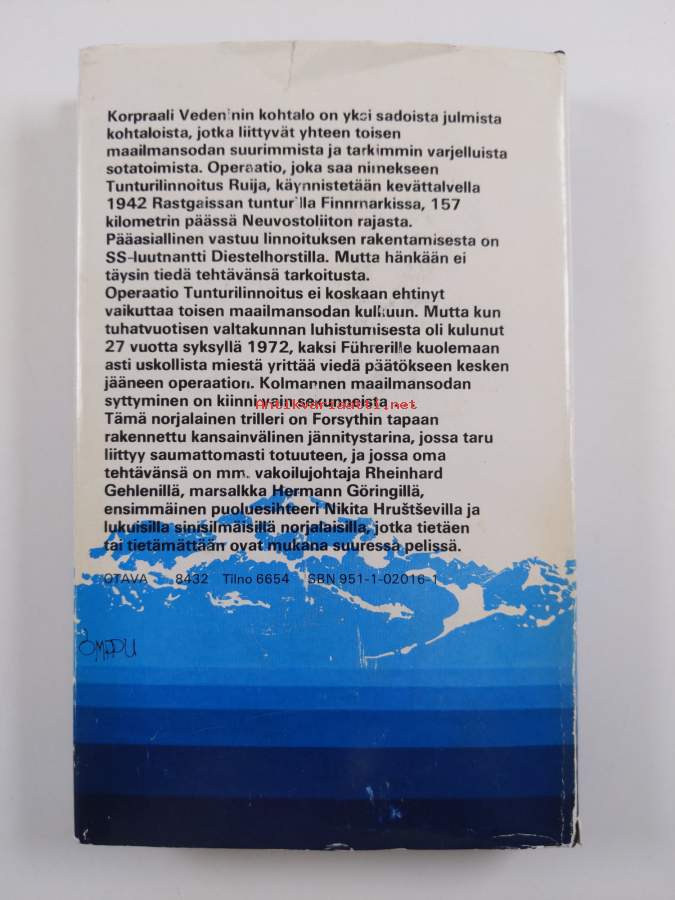 Korpraali Veden'nin kohtalo on yksi sadoista julmista
kohtaloista, jotka liittyvät yhteen toisen
maailmansodan suurimmista ja tarkimmin varjelluista
sotatoimista. Operaatio, joka saa nimekseen
Tunturilinnoitus Ruija, käynnistetään kevättalvella
1942 Rastgaissan tunturilla Finnmarkissa, 157
kilometrin päässä Neuvostoliiton rajasta.
Pääasiallinen vastuu linnoituksen rakentamisesta on
SS-luutnantti Diestelhorstilla. Mutta hänkään ei
täysin tiedä tehtävänsä tarkoitusta.
Operaatio Tunturilinnoitus ei koskaan ehtinyt
vaikuttaa toisen maailmansodan kulkuun. Mutta kun
tuhatvuotisen valtakunnan luhistumisesta oli kulunut
27 vuotta syksyllä 1972, kaksi Führerille kuolemaan
asti uskollista miestä yrittää viedä päätökseen kesken
jääneen operaation. Kolmannen maailmansodan
syttyminen on kiinni vain sekunneista.
Antikvariaatti.net
Tämä norjalainen trilleri on Forsythin tapaan
rakennettu kansainvälinen jännitystarina, jossa taru
liittyy saumattomasti totuuteen, ja jossa oma
tehtävänsä on mm. vakoilujohtaja Rheinhard
Gehlenillä, marsalkka Hermann Göringillä,
ensimmäinen puoluesihteeri Nikita Hruštševilla ja
lukuisilla sinisilmäisillä norjalaisilla, jotka tietäen
tai tietämättään ovat mukana suuressa pelissä.
OTAVA 8432 Tilno 6654 ISBN 951-1-02016-1
ÖMPPU